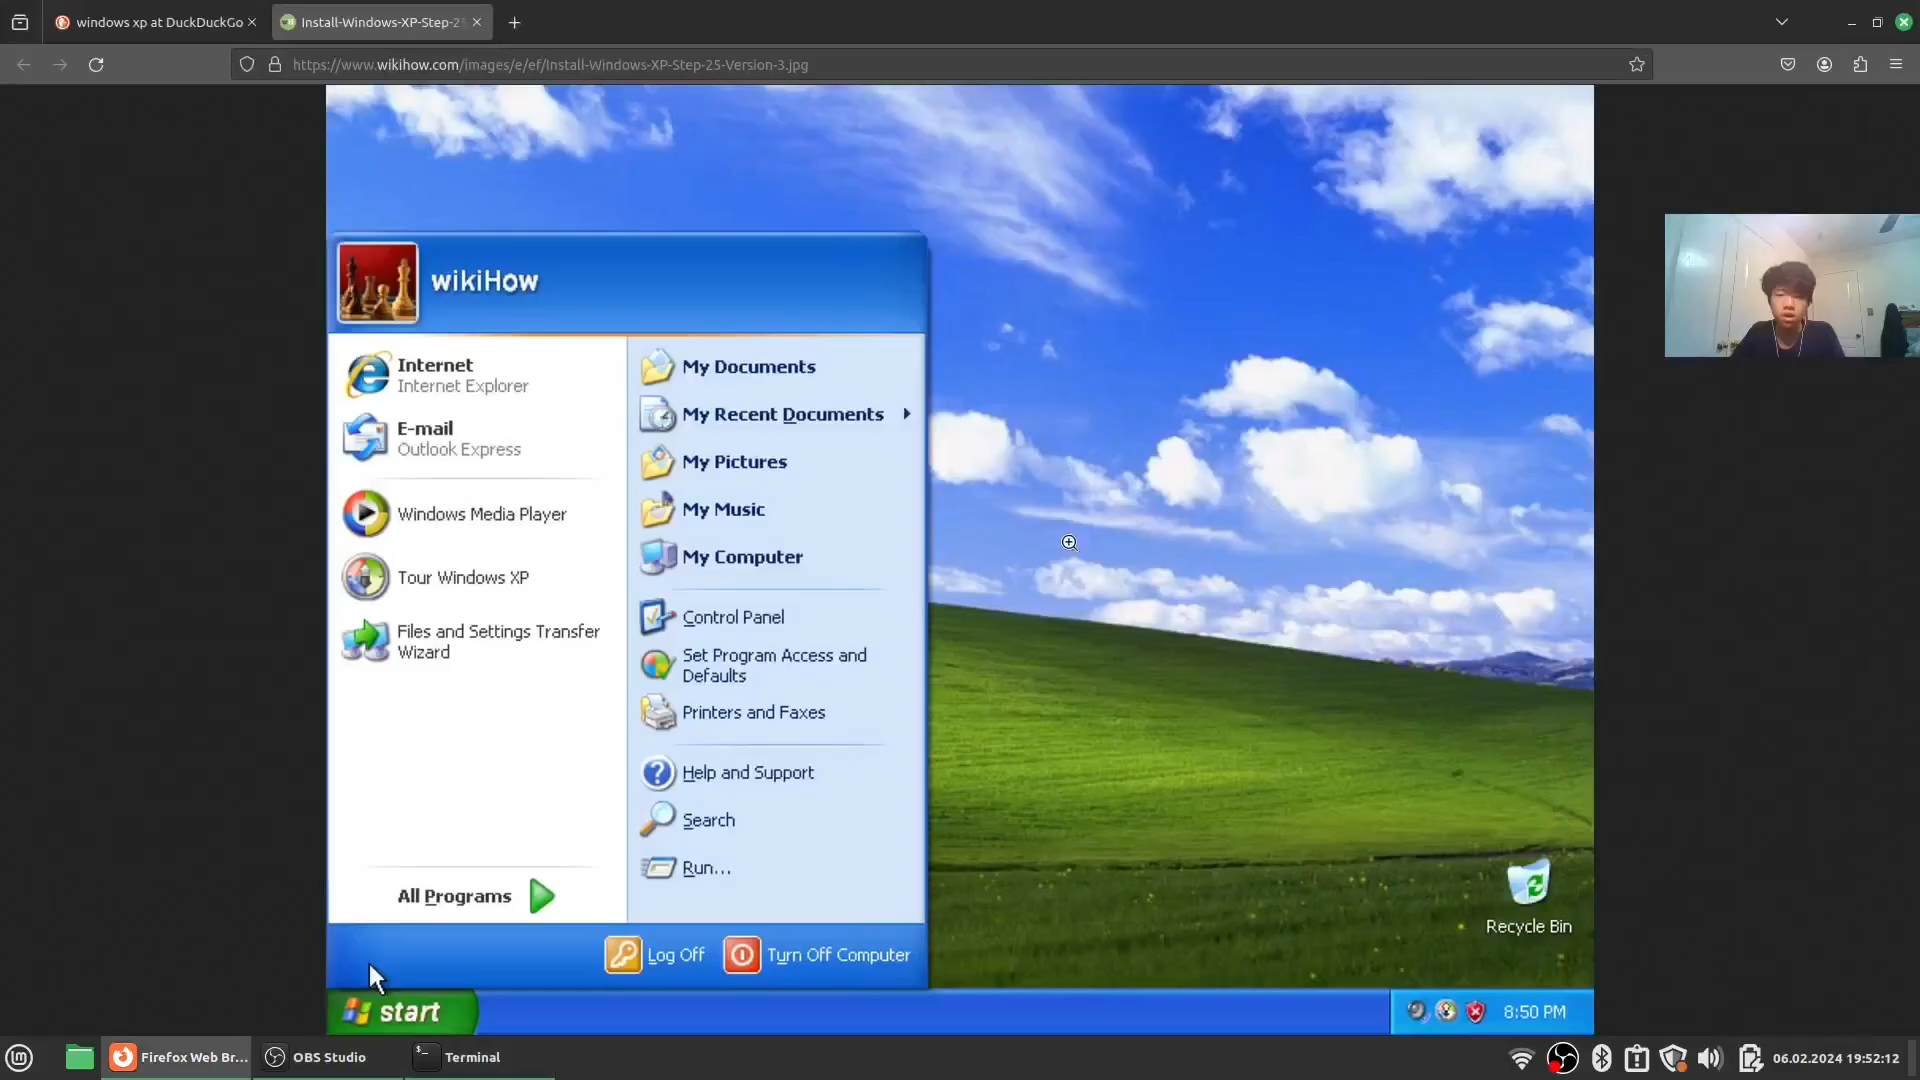 windows xp at DuckDuckGo
Install-Windows-XP-Step-2
https://www.wikihow.com/images/e/ef/Install-Windows-XP-Step-25-Version-3.jpg
wikiHow
Internet
Internet Explorer
E-mail
Outlook Express
Windows Media Player
Tour Windows XP
Files and Settings Transfer
Wizard
All Programs
My Documents
My Recent Documents
My Pictures
My Music
My Computer
Control Panel
Set Program Access and
Defaults
Printers and Faxes
Help and Support
Search
Run...
Log Off
Turn Off Computer
Recycle Bin
start
8:50 PM
Firefox Web Br...
OBS Studio
Terminal
06.02.2024 19:52:12